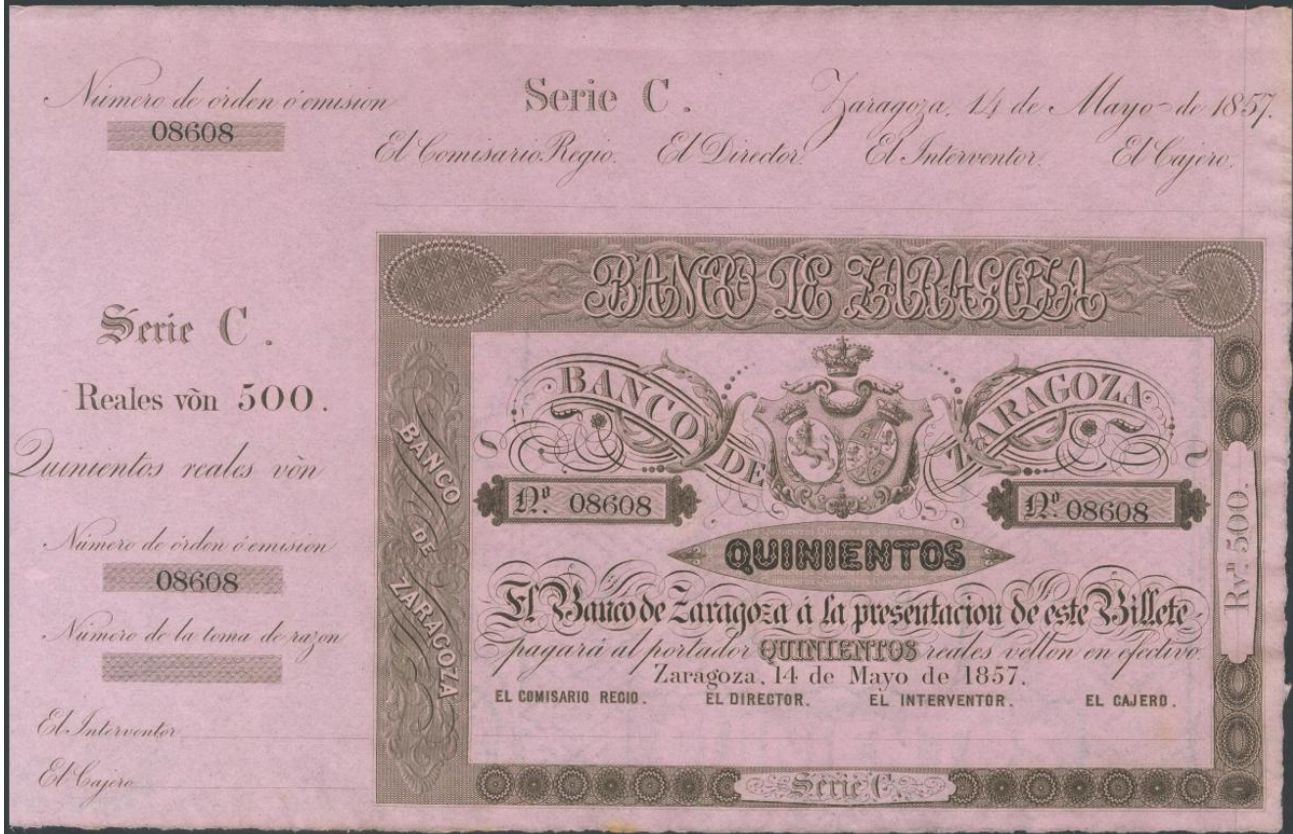 Número de órden ó emision
08608
Serie C.
Zaragoza, 14 de Mayo de 1857.
El Comisario Regio. El Director. El Interventor. El Cajero.
Serie C.
Reales vōn 500.
Quinientos reales vōn
Número de órden ó emision
08608
Número de la toma de razon
El Interventor
El Cajero
BANCO DE ZARAGOZA
BANCO DE ZARAGOZA
BANCO DE ZARAGOZA
Nº 08608
Nº 08608
QUINIENTOS
El Banco de Zaragoza á la presentacion de este Billete
pagará al portador QUINIENTOS reales vellon en efectivo.
Zaragoza, 14 de Mayo de 1857.
EL COMISARIO REGIO. EL DIRECTOR. EL INTERVENTOR. EL CAJERO.
Rvⁿ 500.
Serie C.